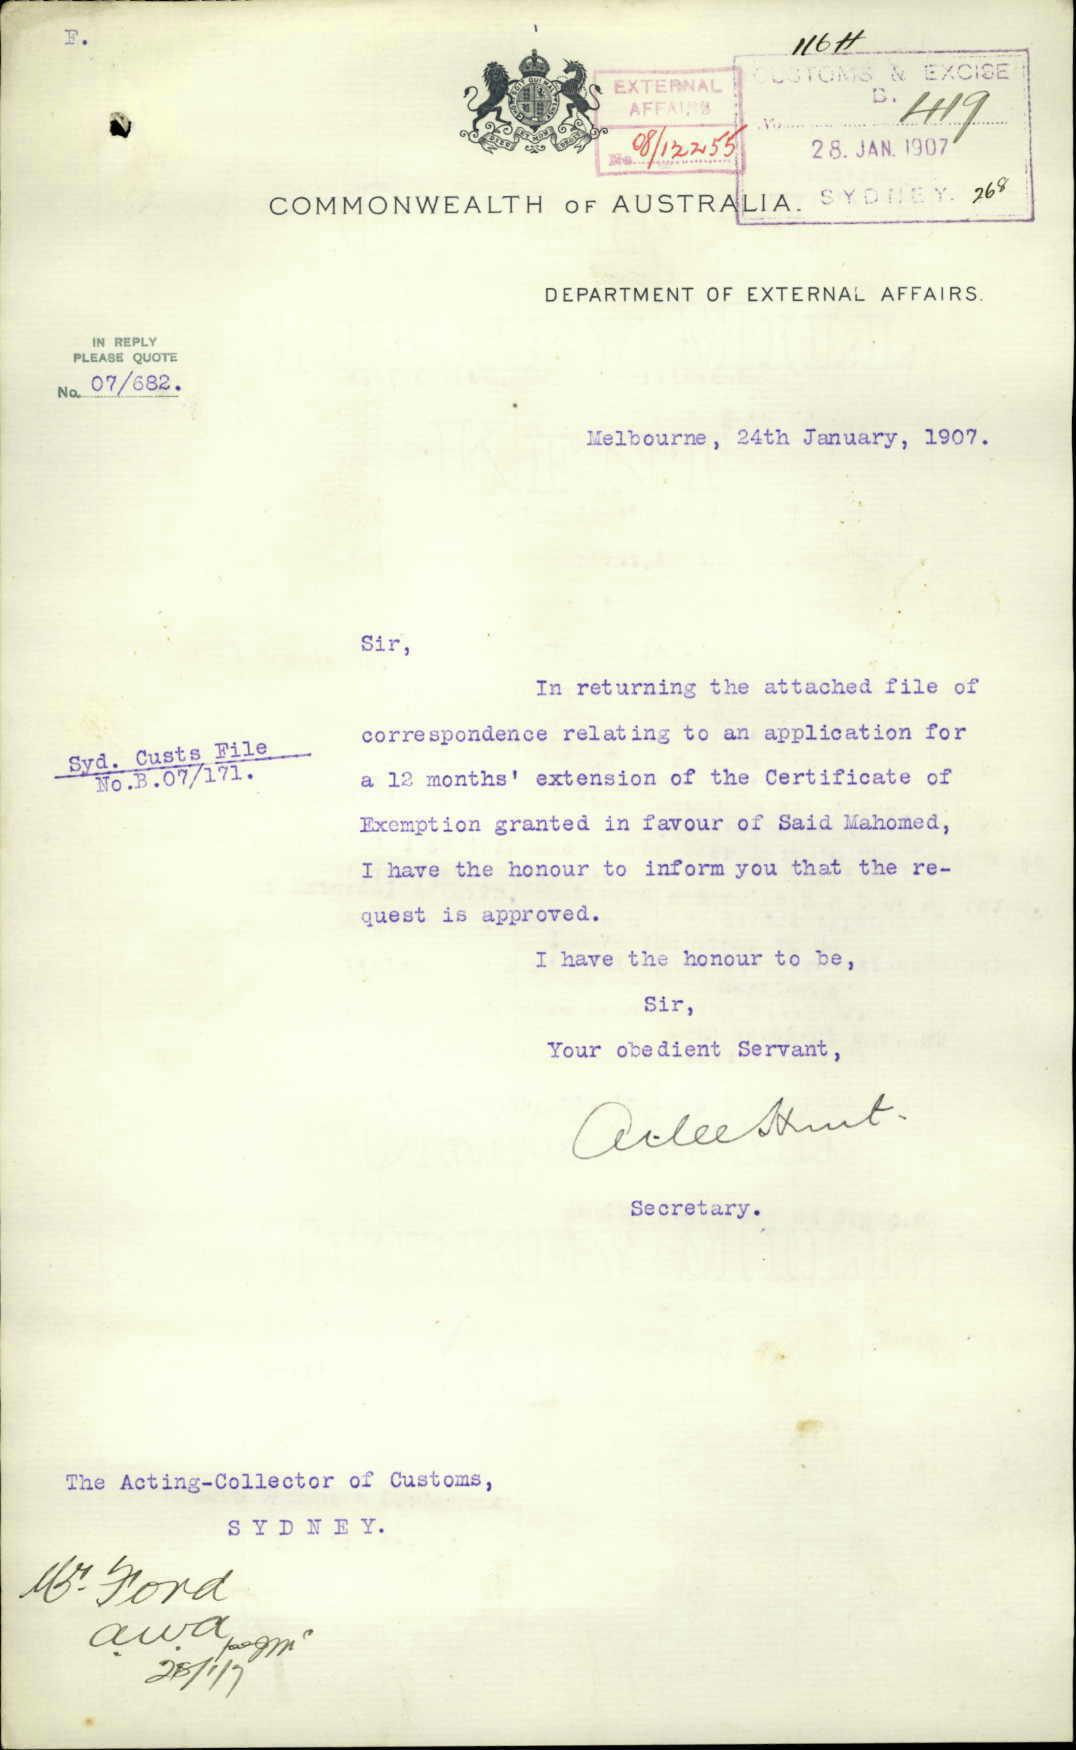 F.
116 H
EXTERNAL
AFFAIRS
No. 08/12255
CUSTOMS & EXCISE
B.
No. 419
28. JAN. 1907
SYDNEY. 268
COMMONWEALTH OF AUSTRALIA.
DEPARTMENT OF EXTERNAL AFFAIRS.
IN REPLY
PLEASE QUOTE
No. 07/682.
Melbourne, 24th January, 1907.
Sir,
In returning the attached file of
correspondence relating to an application for
Syd. Custs File
No.B.07/171.
a 12 months' extension of the Certificate of
Exemption granted in favour of Said Mahomed,
I have the honour to inform you that the re-
quest is approved.
I have the honour to be,
Sir,
Your obedient Servant,
Atlee Hunt.
Secretary.
The Acting-Collector of Customs,
SYDNEY.
Mr. Ford
a.w.a
28/1/7